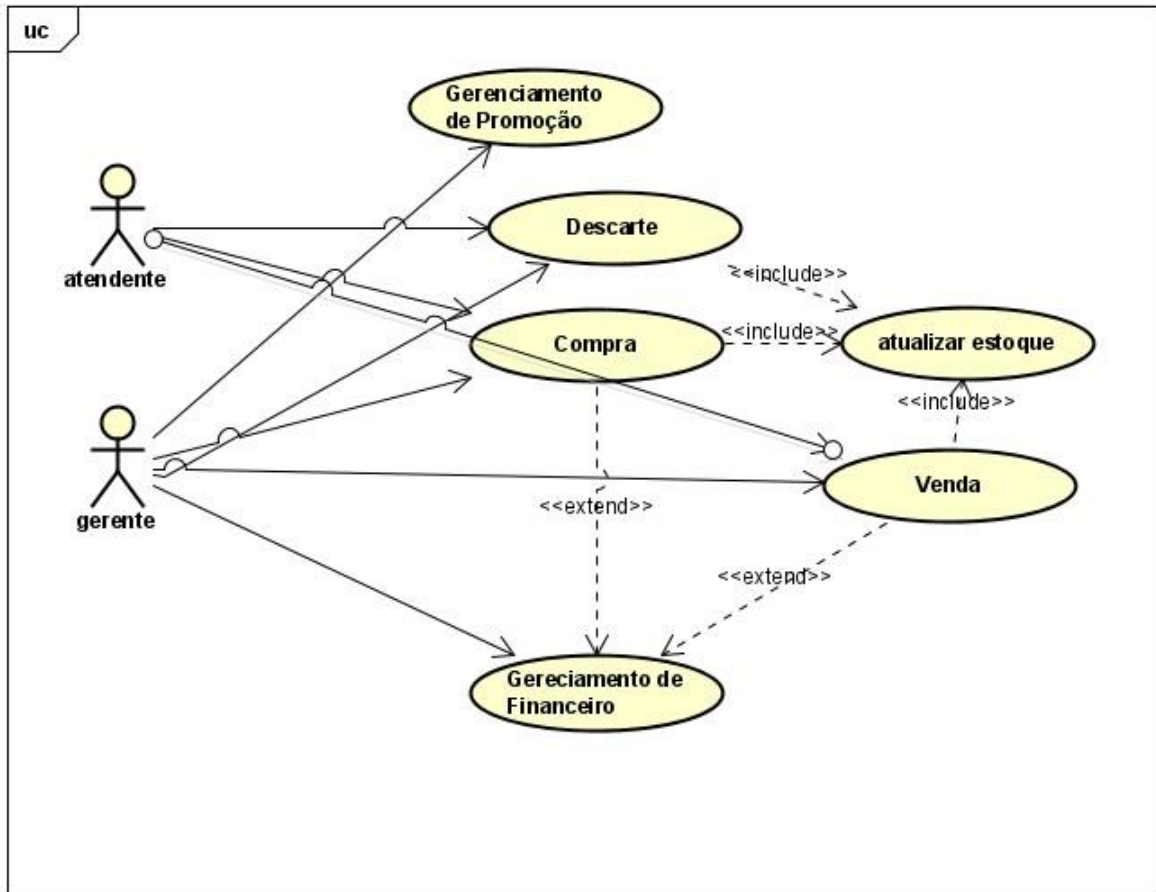 uc
Gerenciamento
de Promoção
atendente
Descarte
<<include>>
Compra
<<include>>
atualizar estoque
<<include>>
gerente
Venda
<<extend>>
<<extend>>
Gereciamento de
Financeiro